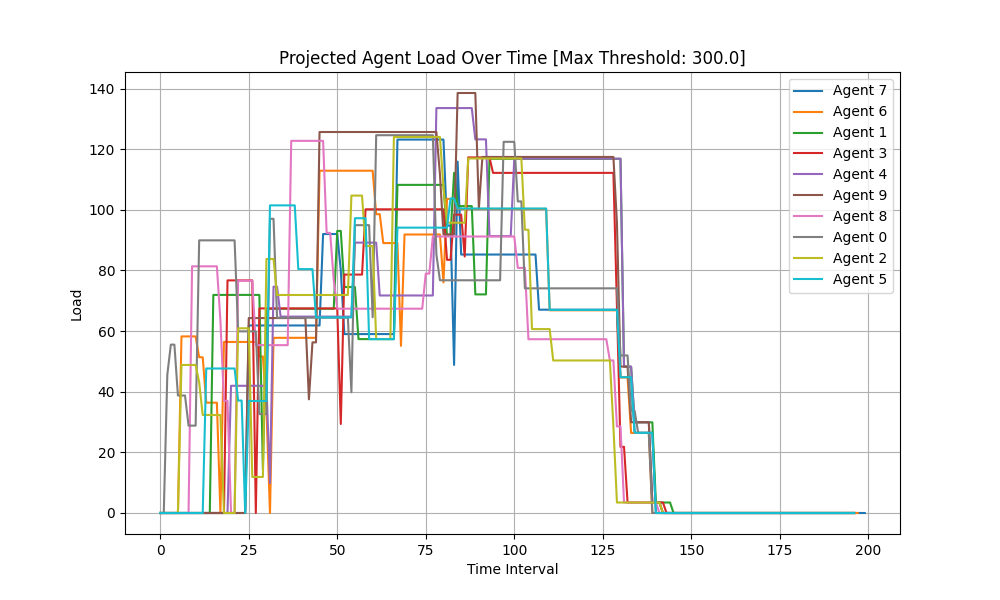 Projected Agent Load Over Time [Max Threshold: 300.0]
140
120
100
80
60
40
20
0
Load
0 25 50 75 100 125 150 175 200
Time Interval
Agent 7
Agent 6
Agent 1
Agent 3
Agent 4
Agent 9
Agent 8
Agent 0
Agent 2
Agent 5